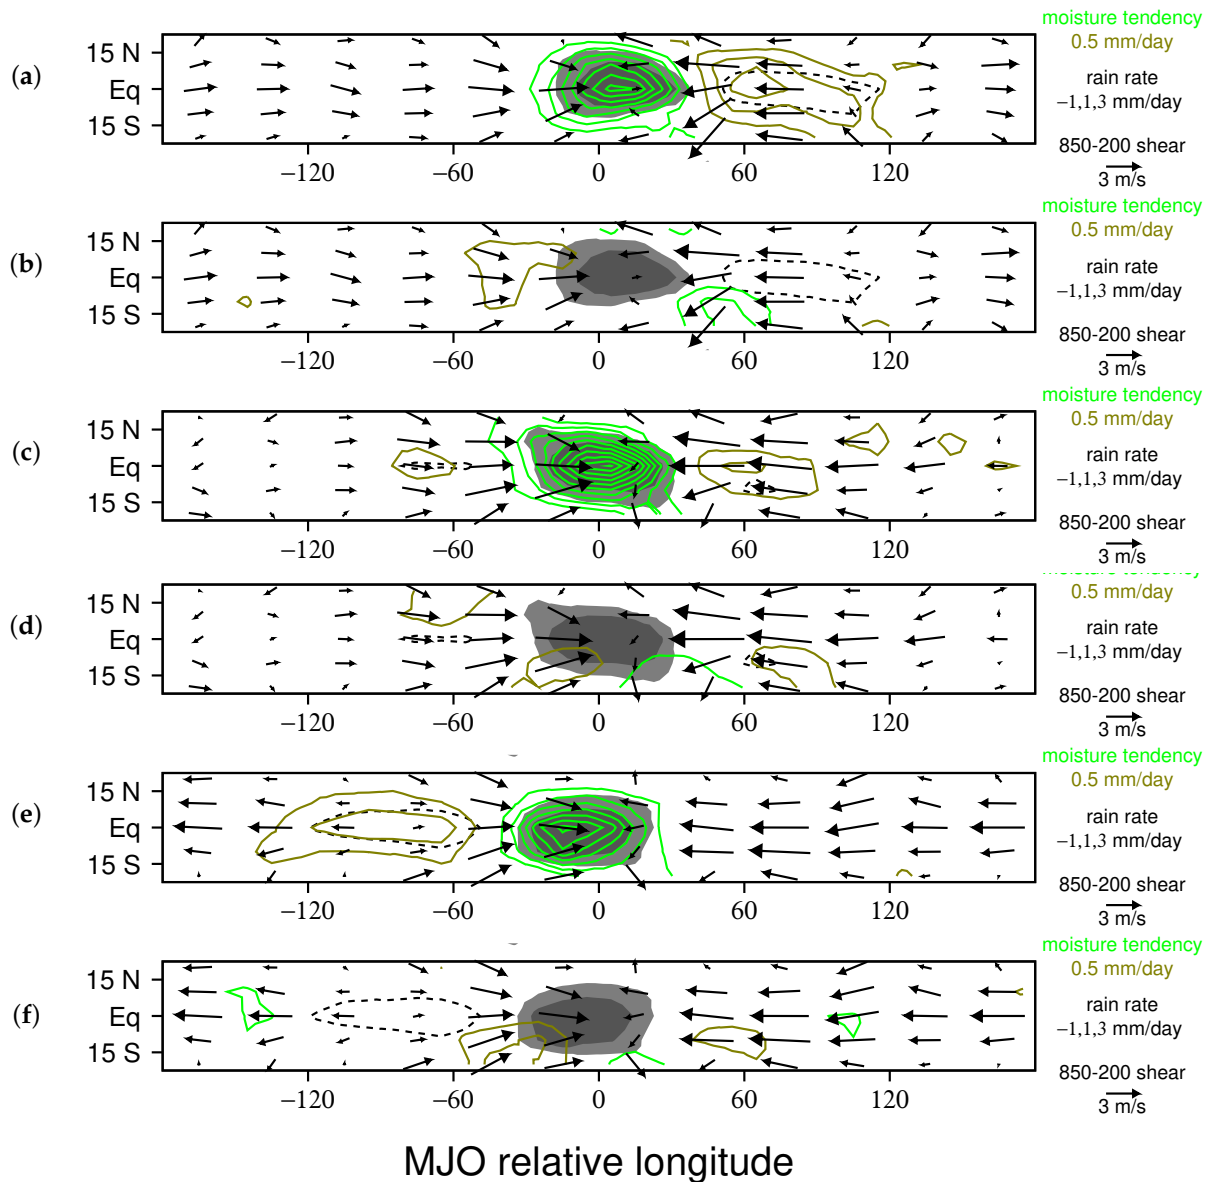 moisture tendency
(a)
15 N
Eq
15 S
0.5 mm/day
rain rate
−1,1,3 mm/day
850-200 shear
3 m/s
−120 −60 0 60 120
moisture tendency
(b)
15 N
Eq
15 S
0.5 mm/day
rain rate
−1,1,3 mm/day
850-200 shear
3 m/s
−120 −60 0 60 120
moisture tendency
(c)
15 N
Eq
15 S
0.5 mm/day
rain rate
−1,1,3 mm/day
850-200 shear
3 m/s
−120 −60 0 60 120
moisture tendency
(d)
15 N
Eq
15 S
0.5 mm/day
rain rate
−1,1,3 mm/day
850-200 shear
3 m/s
−120 −60 0 60 120
moisture tendency
(e)
15 N
Eq
15 S
0.5 mm/day
rain rate
−1,1,3 mm/day
850-200 shear
3 m/s
−120 −60 0 60 120
moisture tendency
(f)
15 N
Eq
15 S
0.5 mm/day
rain rate
−1,1,3 mm/day
850-200 shear
3 m/s
−120 −60 0 60 120
MJO relative longitude